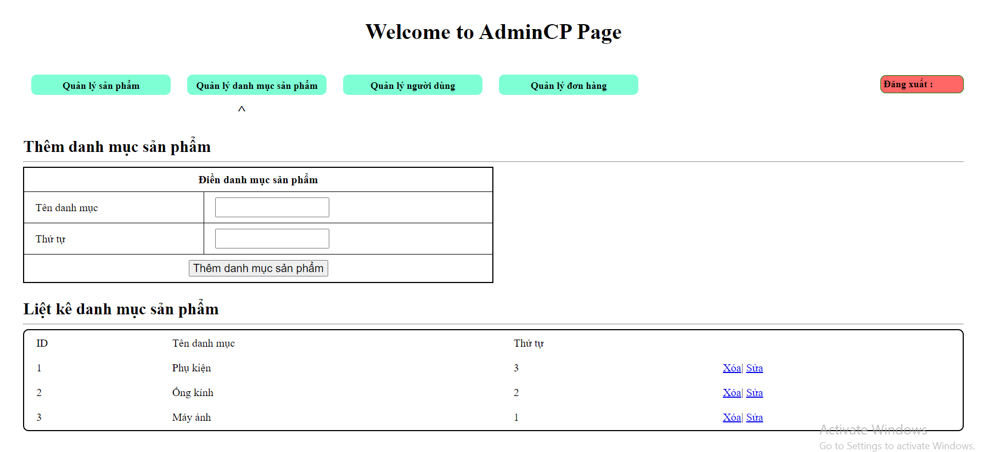 Welcome to AdminCP Page
Quản lý sản phẩm Quản lý danh mục sản phẩm Quản lý người dùng Quản lý đơn hàng Đăng xuất :
^
Thêm danh mục sản phẩm
Điền danh mục sản phẩm
Tên danh mục
Thứ tự
Thêm danh mục sản phẩm
Liệt kê danh mục sản phẩm
ID Tên danh mục Thứ tự
1 Phụ kiện 3 Xóa| Sửa
2 Ống kính 2 Xóa| Sửa
3 Máy ảnh 1 Xóa| Sửa
Activate Windows
Go to Settings to activate Windows.